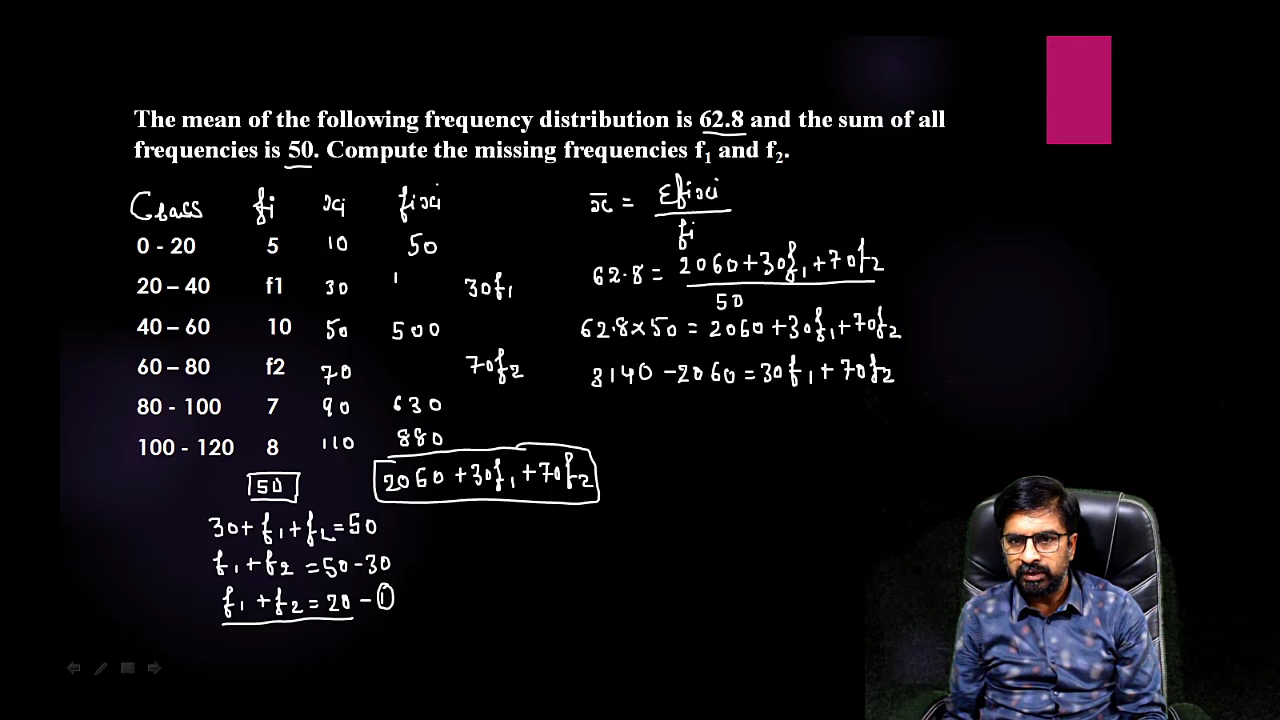 The mean of the following frequency distribution is 62.8 and the sum of all
frequencies is 50. Compute the missing frequencies f₁ and f₂.
Class fi xi fixi
0 - 20 5 10 50
20 – 40 f1 30 30f₁
40 – 60 10 50 500
60 – 80 f2 70 70f₂
80 - 100 7 90 630
100 - 120 8 110 880
50 2060 + 30f₁ + 70f₂
30 + f₁ + f₂ = 50
f₁ + f₂ = 50 - 30
f₁ + f₂ = 20 - ①
x̄ = Σfixi / fi
62.8 = 2060 + 30f₁ + 70f₂ / 50
62.8 × 50 = 2060 + 30f₁ + 70f₂
3140 - 2060 = 30f₁ + 70f₂